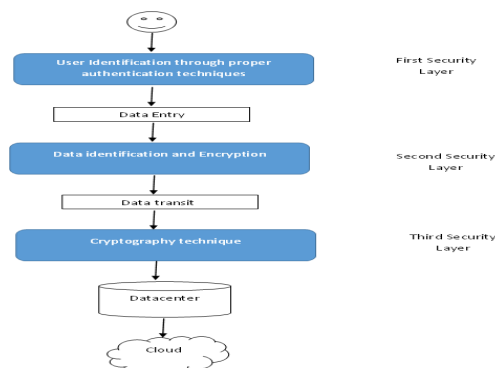 User Identification through proper
authentication techniques
First Security
Layer
Data Entry
Data identification and Encryption
Second Security
Layer
Data transit
Cryptography technique
Third Security
Layer
Datacenter
Cloud